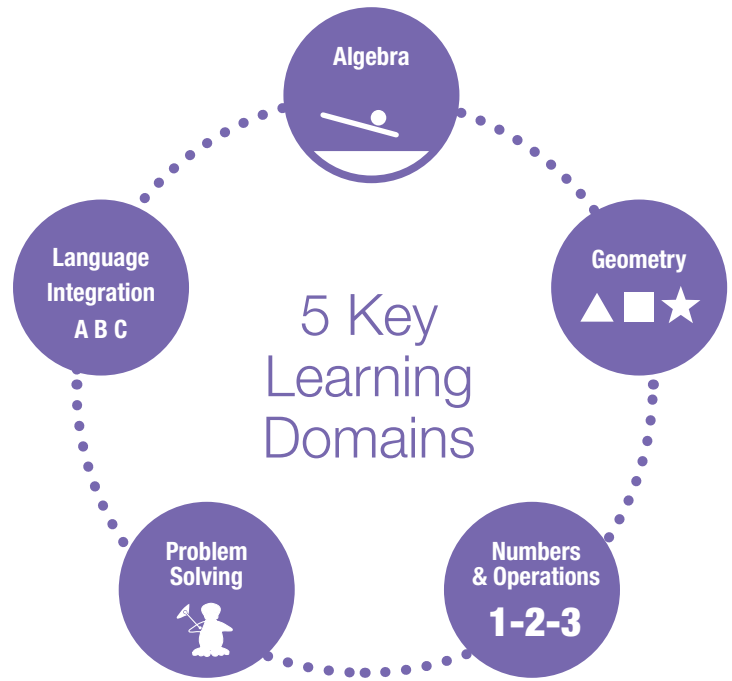 Algebra
Geometry
Numbers
& Operations
1-2-3
Problem
Solving
Language
Integration
A B C
5 Key
Learning
Domains